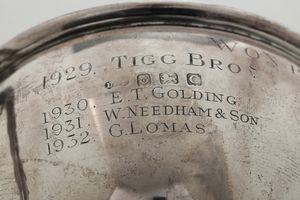 WON
1929. TIGG BROS
1930. E.T. GOLDING
1931. W. NEEDHAM & SON
1932. G. LOMAS